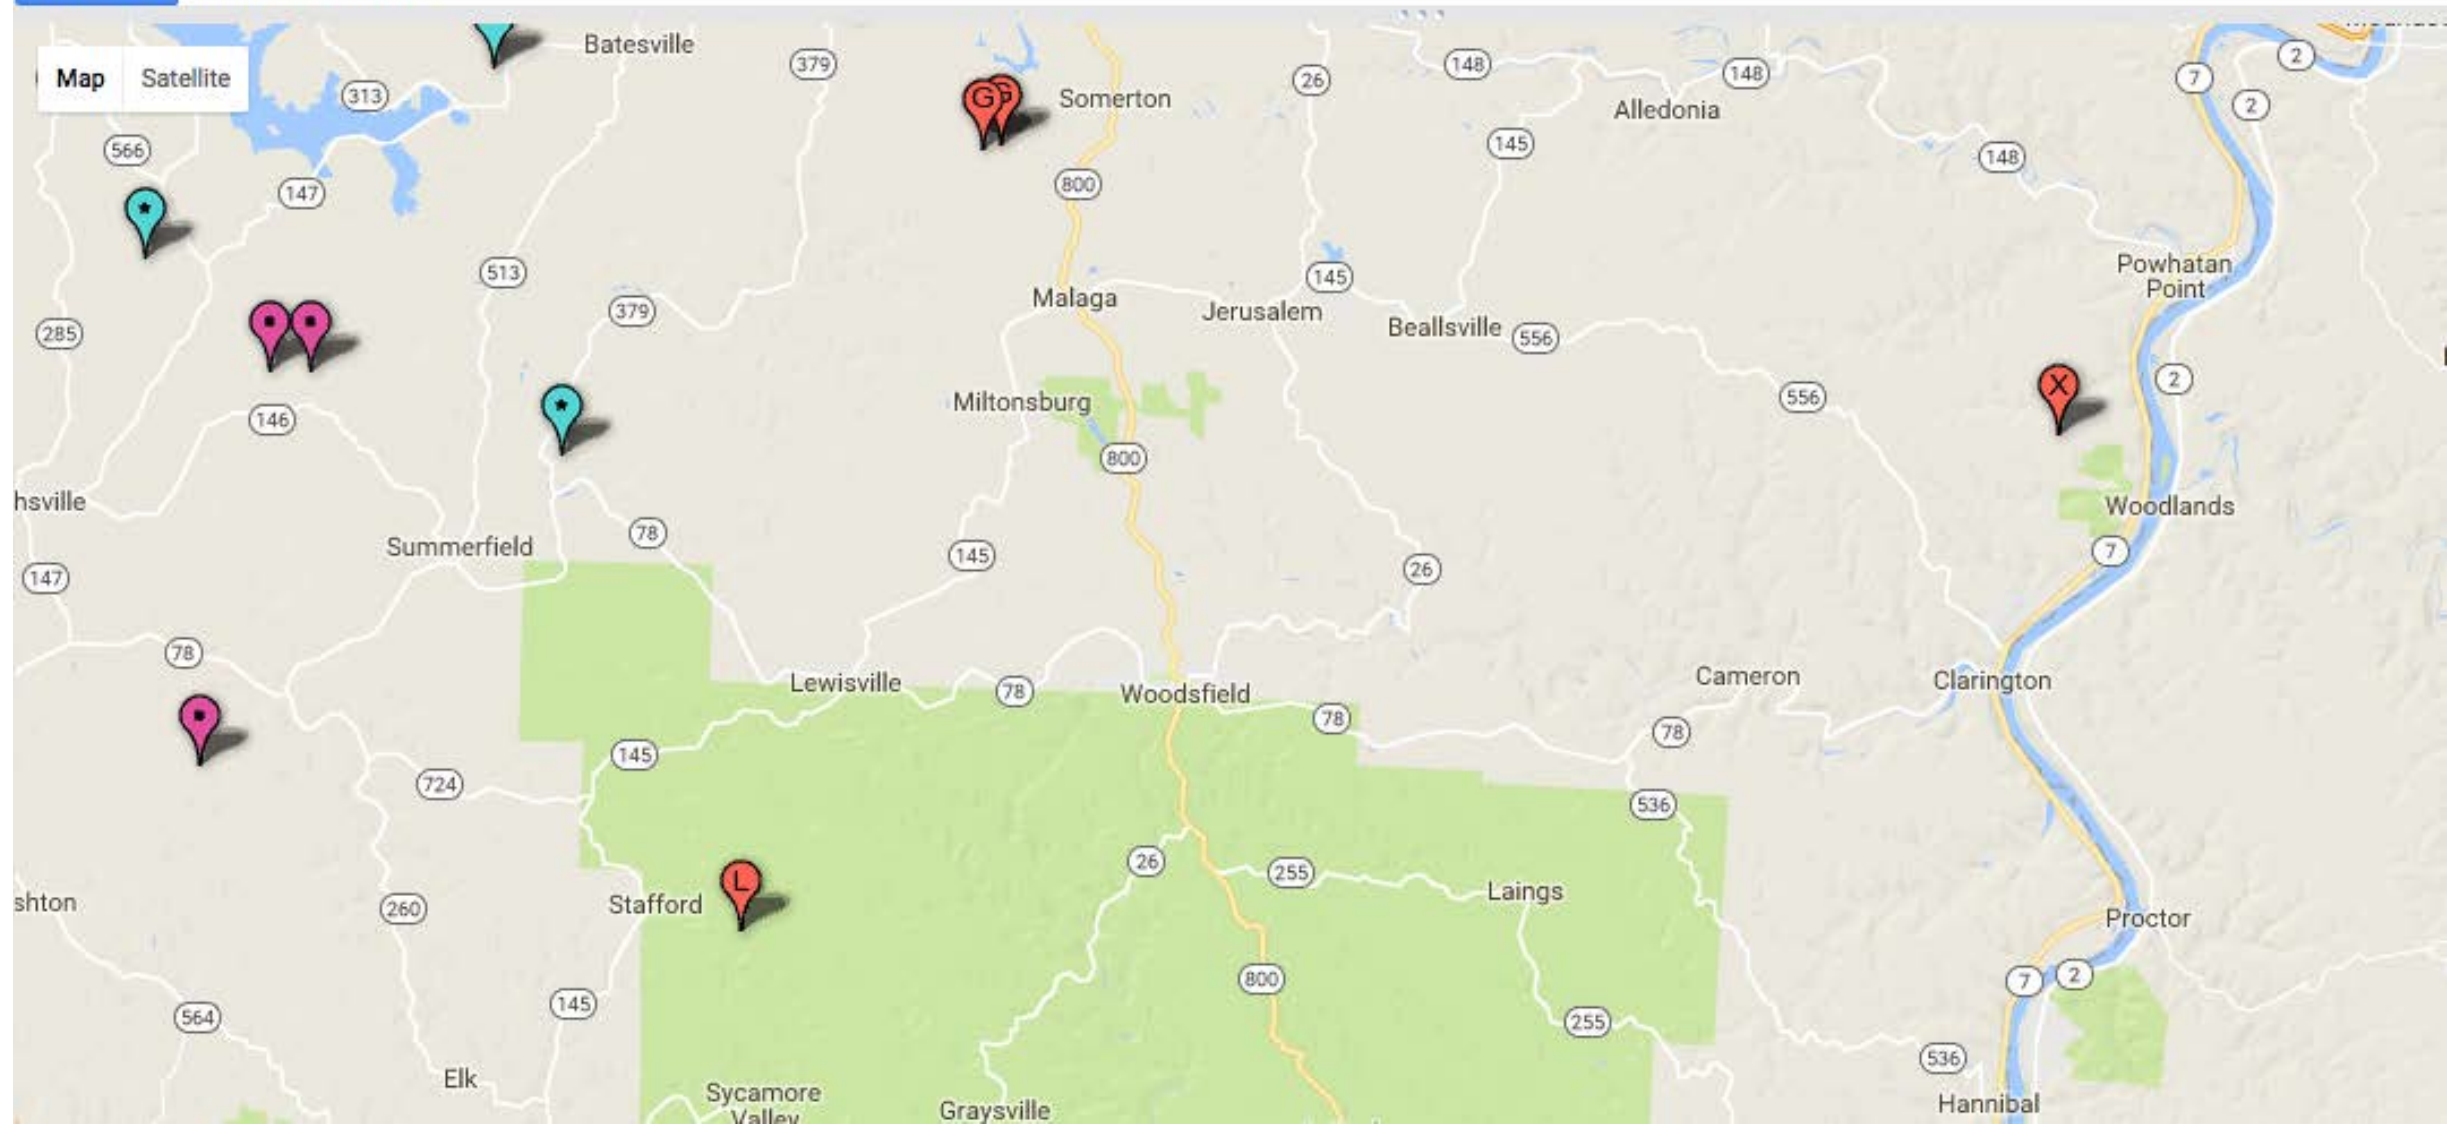 Batesville
379
26
148
148
7
2
Map
Satellite
313
G
G
Somerton
Alledonia
2
566
145
148
147
800
Powhatan
Point
513
145
Malaga
Jerusalem
379
Beallsville
556
285
2
X
556
Miltonsburg
146
800
hsville
Woodlands
78
Summerfield
145
7
26
147
78
Lewisville
78
Woodsfield
Cameron
Clarington
78
78
145
724
536
26
255
L
Laings
shton
260
Stafford
Proctor
800
7
2
145
564
255
536
Elk
Sycamore
Valley
Graysville
Hannibal